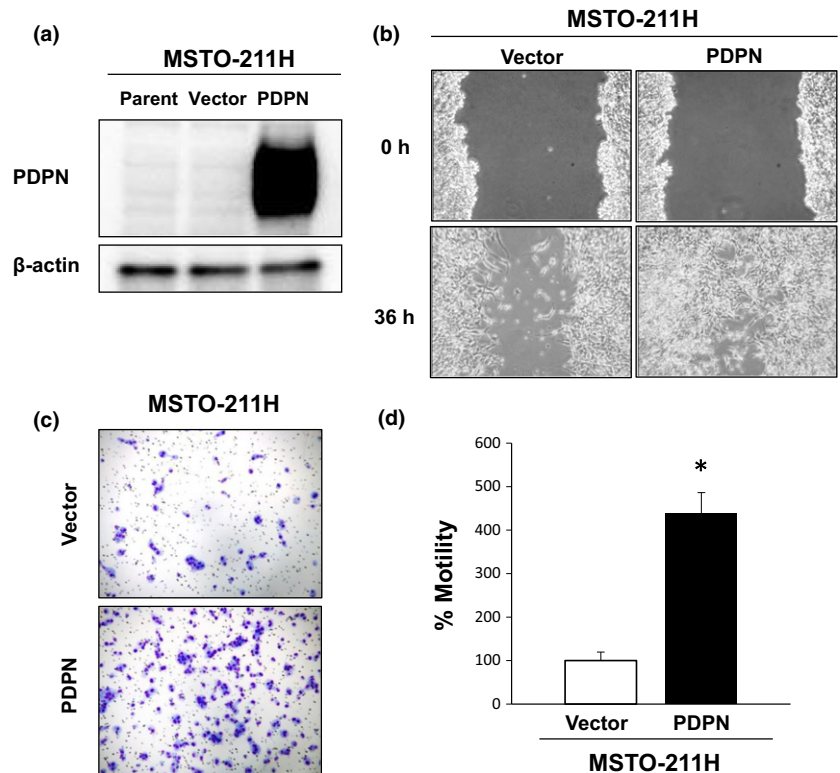 (a)
MSTO-211H
Parent Vector PDPN
PDPN
β-actin
(b)
MSTO-211H
Vector PDPN
0 h
36 h
(c)
MSTO-211H
Vector
PDPN
(d)
600
500
400
300
200
100
0
% Motility
*
Vector PDPN
MSTO-211H